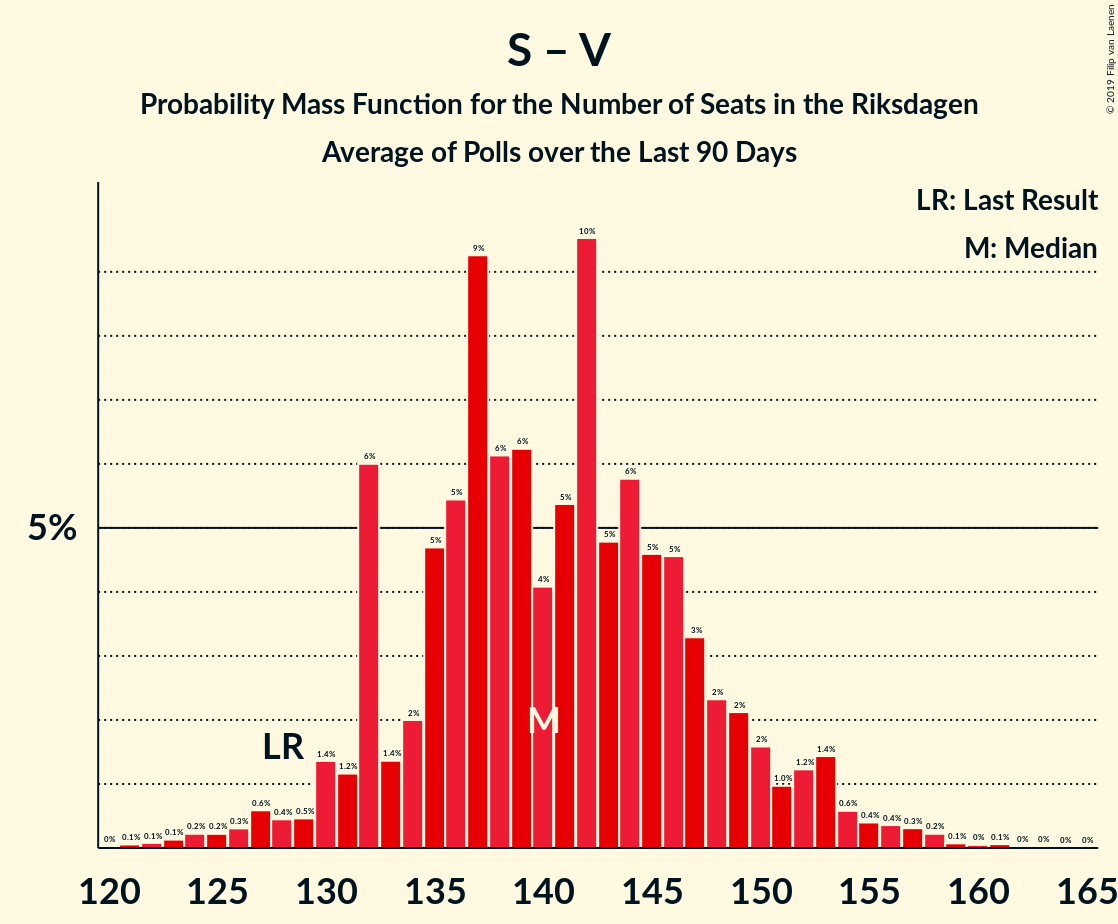 S – V
Probability Mass Function for the Number of Seats in the Riksdagen
Average of Polls over the Last 90 Days
© 2019 Filip van Laenen
LR: Last Result
M: Median
5%
0% 0.1% 0.1% 0.1% 0.2% 0.2% 0.3% 0.6% 0.4% 0.5% 1.4% 1.2% 6% 1.4% 2% 5% 5% 9% 6% 6% 4% 5% 10% 5% 6% 5% 5% 3% 2% 2% 2% 1.0% 1.2% 1.4% 0.6% 0.4% 0.4% 0.3% 0.2% 0.1% 0% 0.1% 0% 0% 0% 0%
LR
M
120 125 130 135 140 145 150 155 160 165